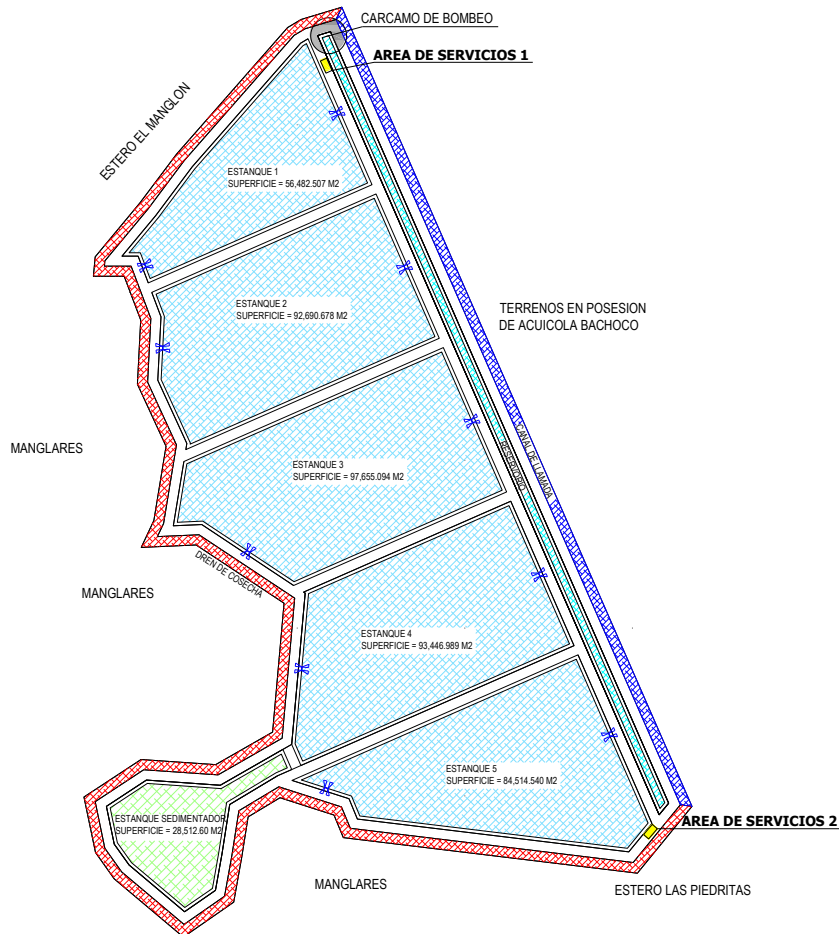 CARCAMO DE BOMBEO
AREA DE SERVICIOS 1
ESTERO EL MANGLON
ESTANQUE 1
SUPERFICIE = 56,482.507 M2
ESTANQUE 2
SUPERFICIE = 92,690.678 M2
TERRENOS EN POSESION
DE ACUICOLA BACHOCO
MANGLARES
ESTANQUE 3
SUPERFICIE = 97,655.094 M2
RESERVORIO
CANAL DE LLAMADA
DREN DE COSECHA
MANGLARES
ESTANQUE 4
SUPERFICIE = 93,446.989 M2
ESTANQUE 5
SUPERFICIE = 84,514.540 M2
ESTANQUE SEDIMENTADOR
SUPERFICIE = 28,512.60 M2
AREA DE SERVICIOS 2
MANGLARES
ESTERO LAS PIEDRITAS